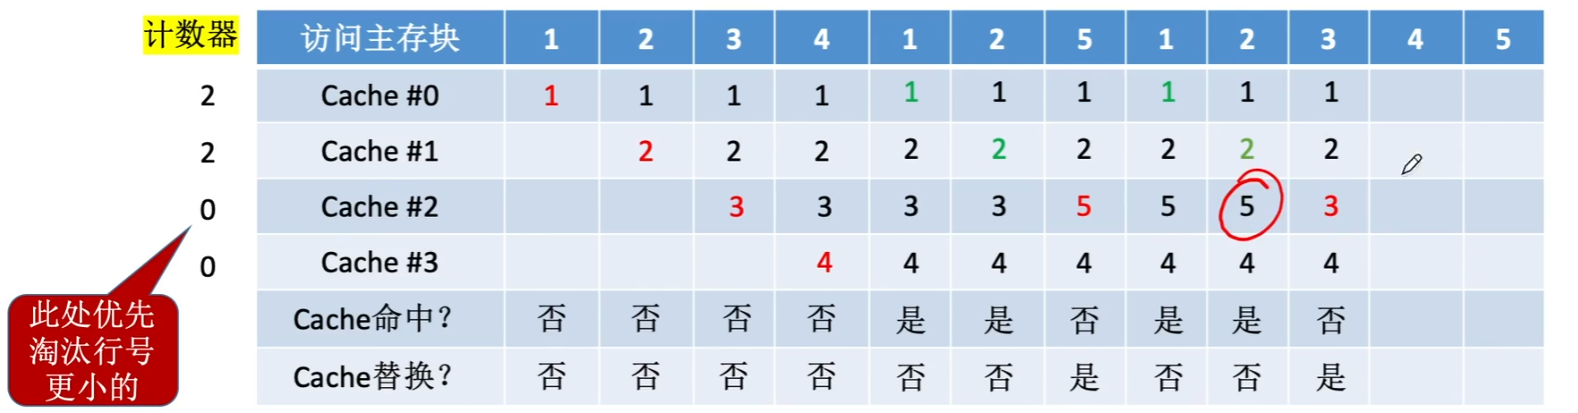 计数器
访问主存块 1 2 3 4 1 2 5 1 2 3 4 5
2 Cache #0 1 1 1 1 1 1 1 1 1 1
2 Cache #1 2 2 2 2 2 2 2 2 2
0 Cache #2 3 3 3 3 5 5 5 3
0 Cache #3 4 4 4 4 4 4 4
Cache命中? 否 否 否 否 是 是 否 是 是 否
Cache替换? 否 否 否 否 否 否 是 否 否 是
此处优先
淘汰行号
更小的